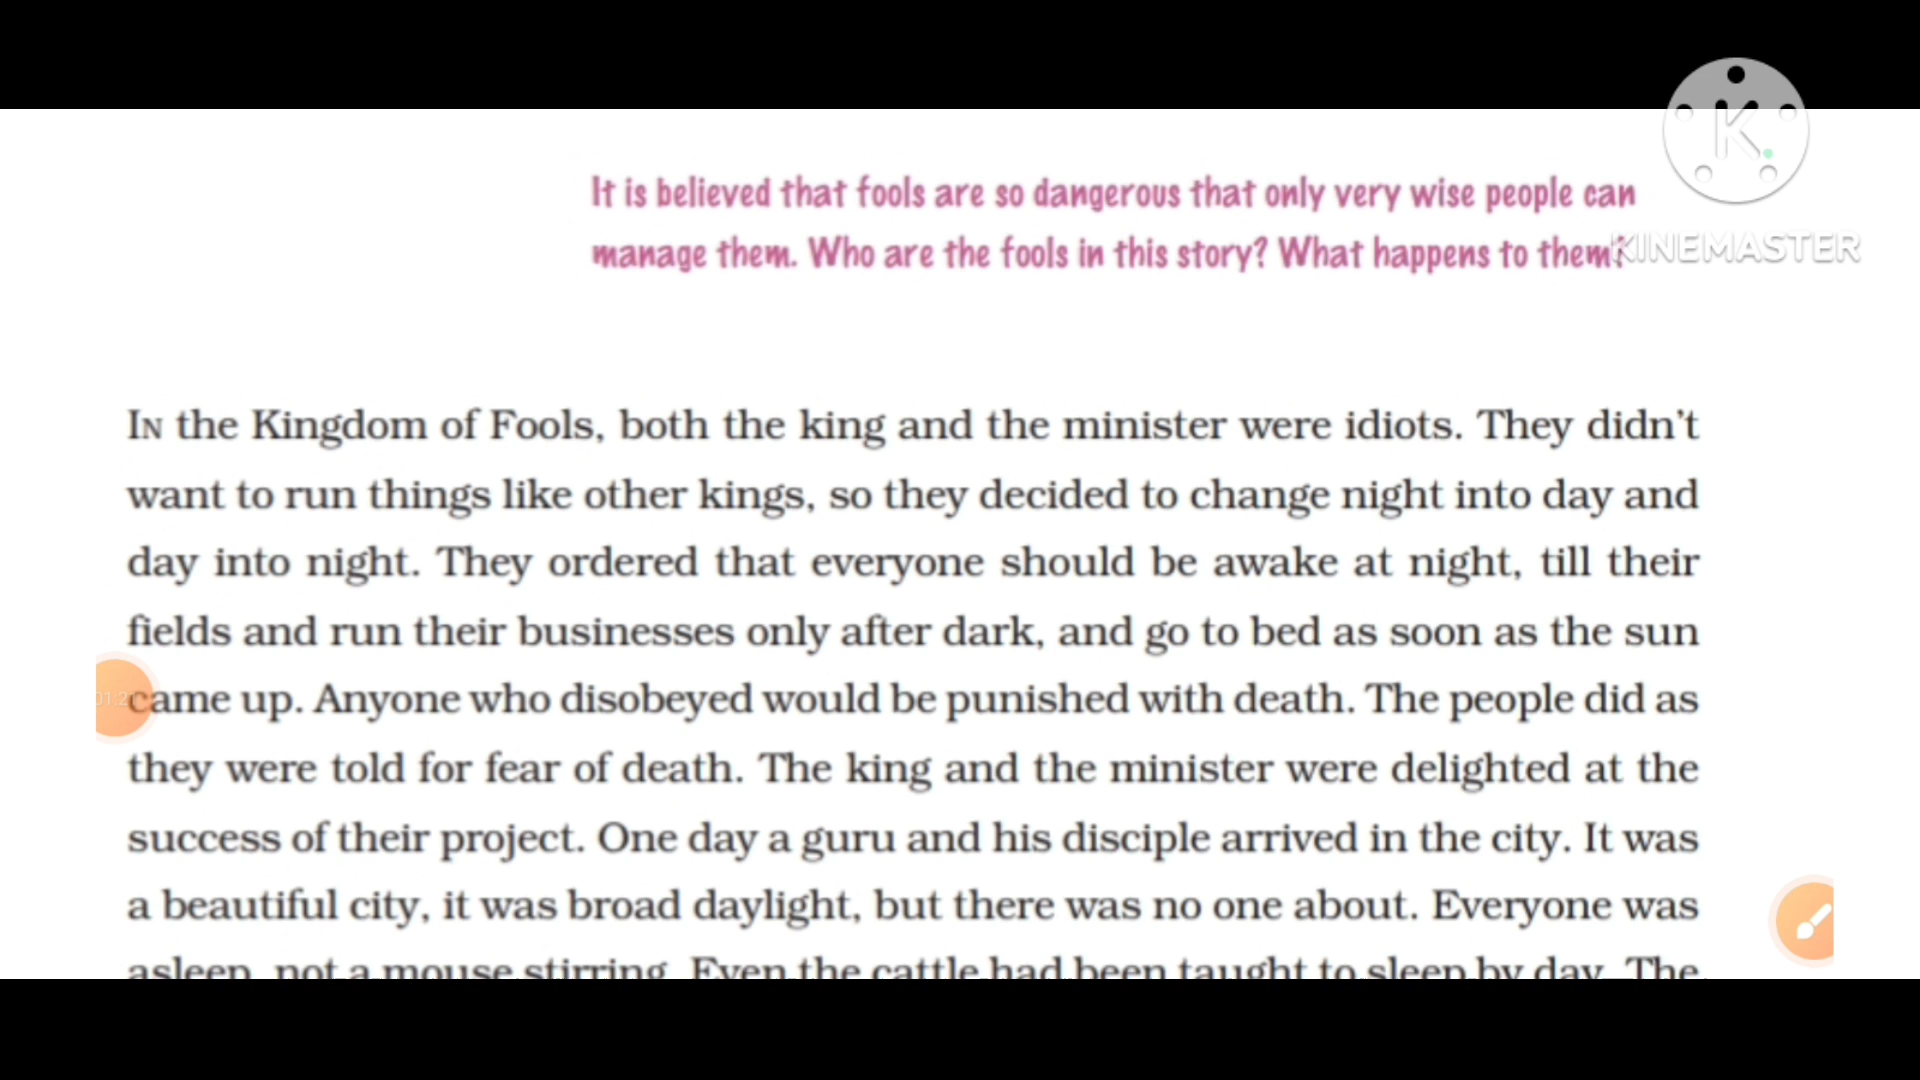 It is believed that fools are so dangerous that only very wise people can
manage them. Who are the fools in this story? What happens to them?
KINEMASTER
IN the Kingdom of Fools, both the king and the minister were idiots. They didn't
want to run things like other kings, so they decided to change night into day and
day into night. They ordered that everyone should be awake at night, till their
fields and run their businesses only after dark, and go to bed as soon as the sun
came up. Anyone who disobeyed would be punished with death. The people did as
they were told for fear of death. The king and the minister were delighted at the
success of their project. One day a guru and his disciple arrived in the city. It was
a beautiful city, it was broad daylight, but there was no one about. Everyone was
asleep, not a mouse stirring. Even the cattle had been taught to sleep by day. The